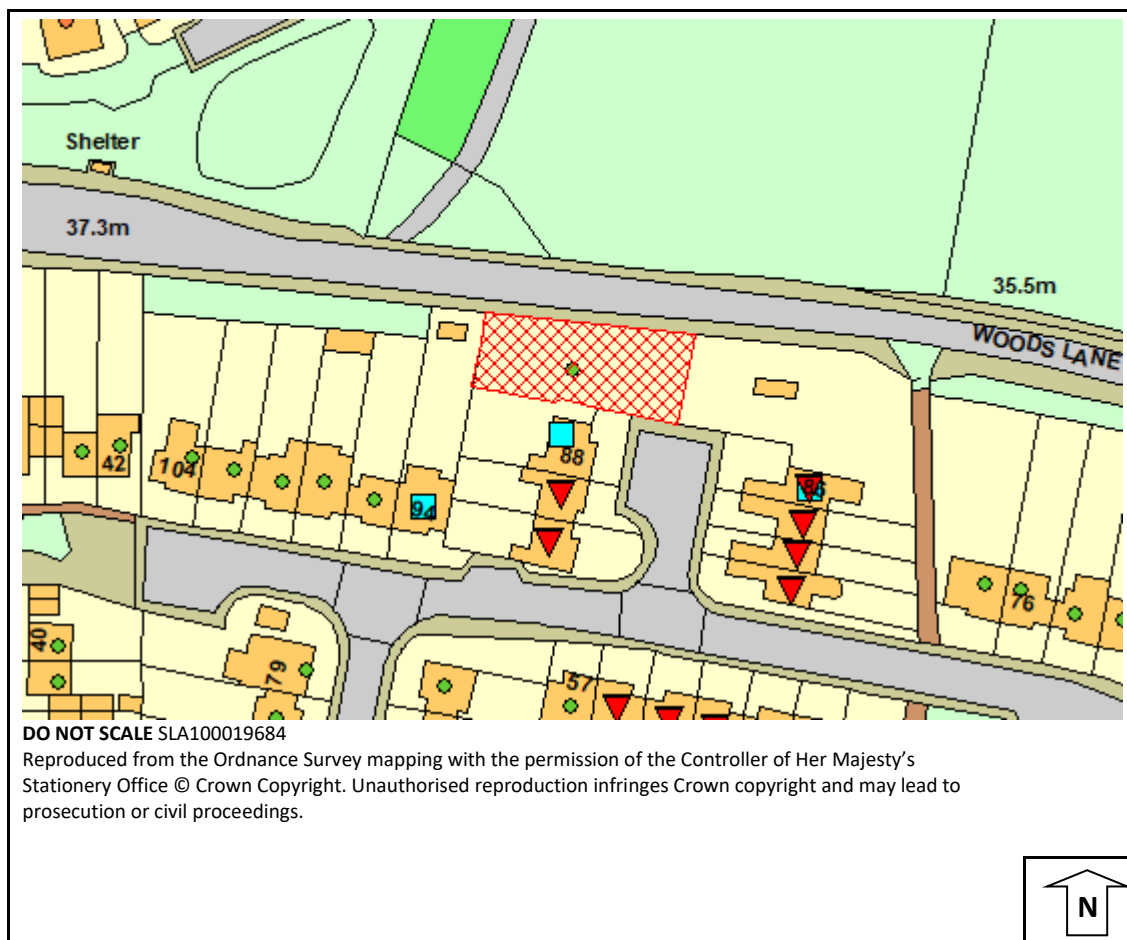 Shelter
37.3m
35.5m
WOODS LANE
88
86
42
104
94
76
40
79
57
DO NOT SCALE SLA100019684
Reproduced from the Ordnance Survey mapping with the permission of the Controller of Her Majesty's
Stationery Office © Crown Copyright. Unauthorised reproduction infringes Crown copyright and may lead to
prosecution or civil proceedings.
N